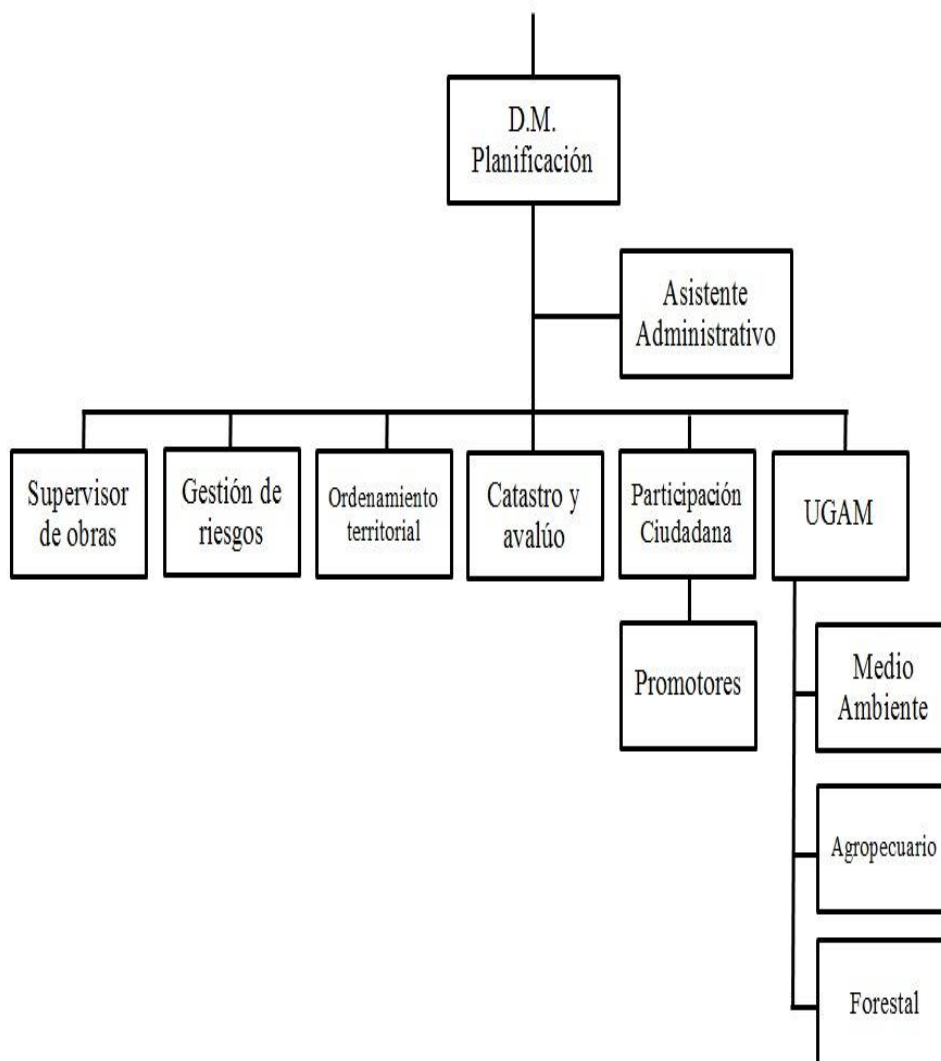 D.M.
Planificación
Asistente
Administrativo
Supervisor
de obras
Gestión de
riesgos
Ordenamiento
territorial
Catastro y
avalúo
Participación
Ciudadana
UGAM
Promotores
Medio
Ambiente
Agropecuario
Forestal